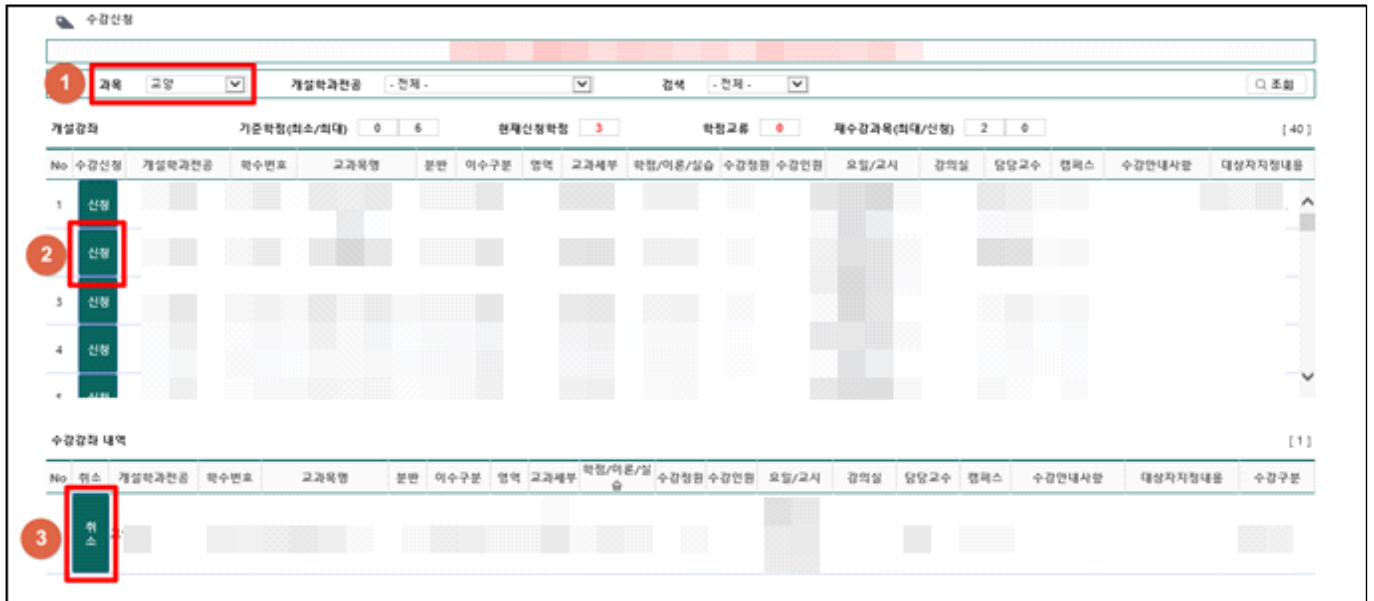 수강신청
1 과목 교양 개설학과전공 - 전체 - 검색 - 전체 - 조회
개설강좌 기준학점(최소/최대) 0 6 현재신청학점 3 학점교류 0 재수강과목(최대/신청) 2 0 [ 40 ]
No 수강신청 개설학과전공 학수번호 교과목명 분반 이수구분 영역 교과세부 학점/이론/실습 수강정원 수강인원 요일/교시 강의실 담당교수 캠퍼스 수강안내사항 대상자지정내용
1 신청
2 신청
3 신청
4 신청
수강강좌 내역 [ 1 ]
No 취소 개설학과전공 학수번호 교과목명 분반 이수구분 영역 교과세부 학점/이론/실
습 수강정원 수강인원 요일/교시 강의실 담당교수 캠퍼스 수강안내사항 대상자지정내용 수강구분
3 취
소